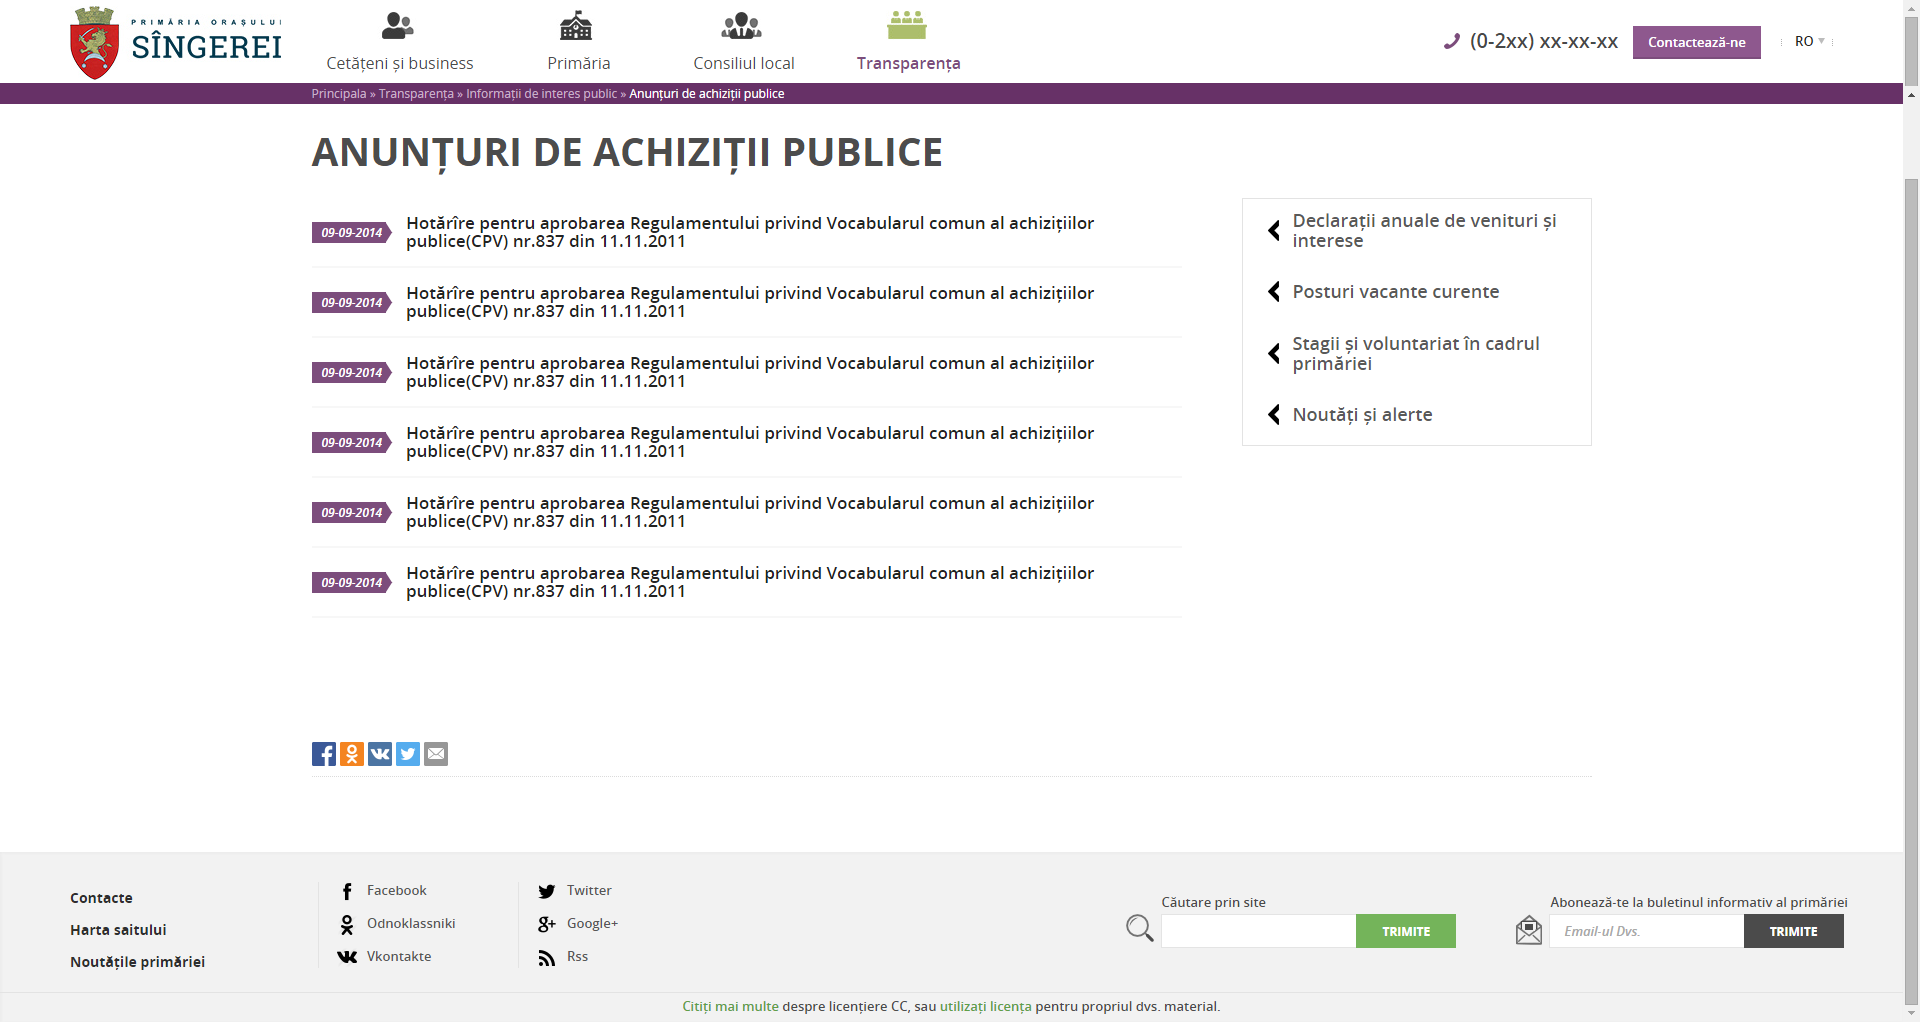 PRIMĂRIA ORAȘULUI
SÎNGEREI
Cetățeni și business
Primăria
Consiliul local
Transparența
(0-2xx) xx-xx-xx
Contactează-ne
RO
Principala » Transparența » Informații de interes public » Anunțuri de achiziții publice
ANUNȚURI DE ACHIZIȚII PUBLICE
09-09-2014
Hotărîre pentru aprobarea Regulamentului privind Vocabularul comun al achizițiilor
publice(CPV) nr.837 din 11.11.2011
09-09-2014
Hotărîre pentru aprobarea Regulamentului privind Vocabularul comun al achizițiilor
publice(CPV) nr.837 din 11.11.2011
09-09-2014
Hotărîre pentru aprobarea Regulamentului privind Vocabularul comun al achizițiilor
publice(CPV) nr.837 din 11.11.2011
09-09-2014
Hotărîre pentru aprobarea Regulamentului privind Vocabularul comun al achizițiilor
publice(CPV) nr.837 din 11.11.2011
09-09-2014
Hotărîre pentru aprobarea Regulamentului privind Vocabularul comun al achizițiilor
publice(CPV) nr.837 din 11.11.2011
09-09-2014
Hotărîre pentru aprobarea Regulamentului privind Vocabularul comun al achizițiilor
publice(CPV) nr.837 din 11.11.2011
Declarații anuale de venituri și
interese
Posturi vacante curente
Stagii și voluntariat în cadrul
primăriei
Noutăți și alerte
Contacte
Harta saitului
Noutățile primăriei
Facebook
Odnoklassniki
Vkontakte
Twitter
Google+
Rss
Căutare prin site
TRIMITE
Abonează-te la buletinul informativ al primăriei
Email-ul Dvs.
TRIMITE
Citiți mai multe despre licențiere CC, sau utilizați licența pentru propriul dvs. material.